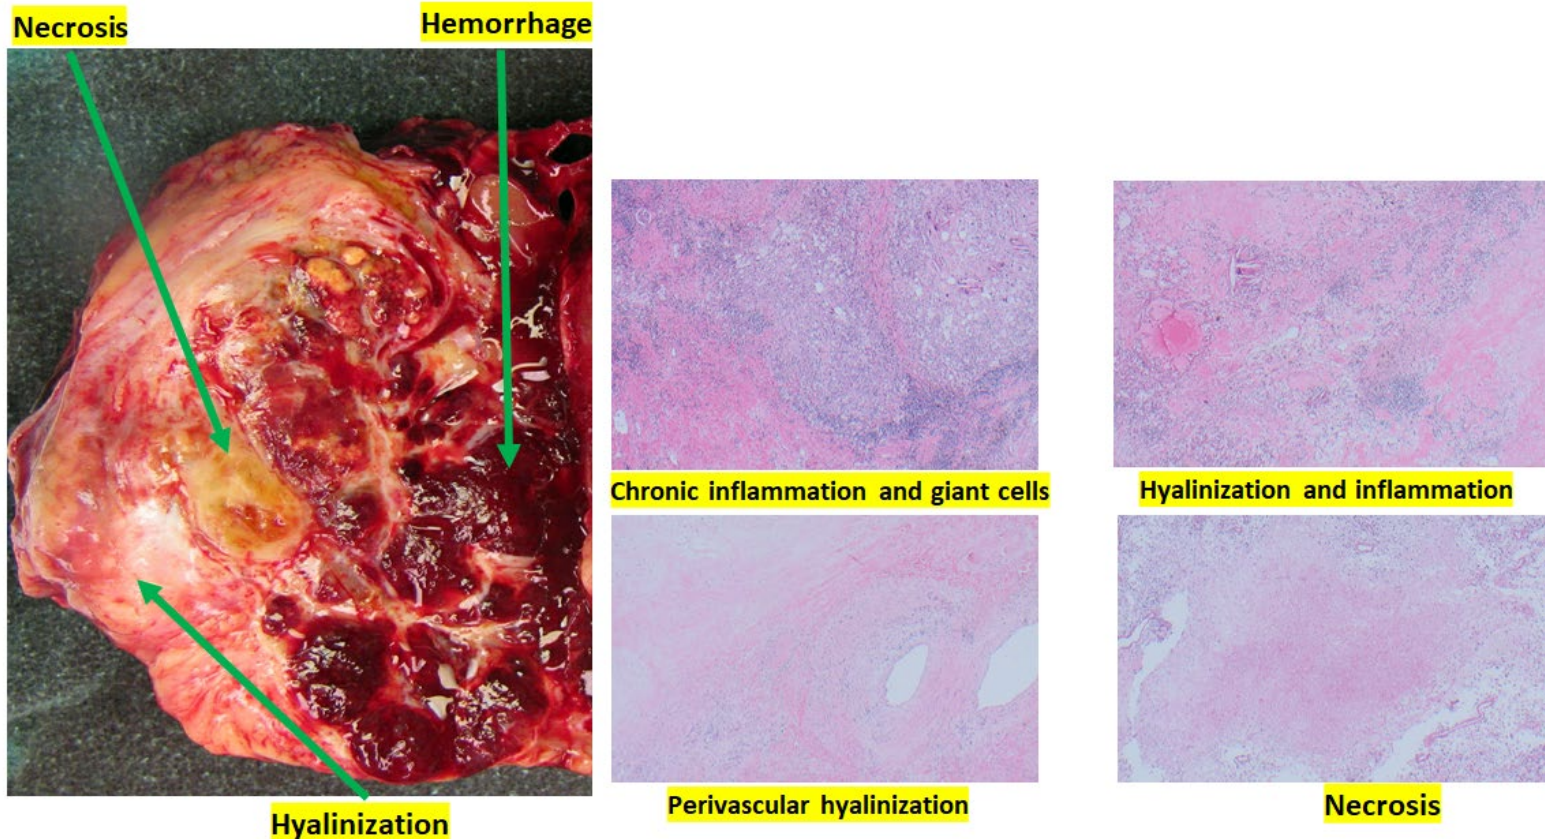 Necrosis
Hemorrhage
Hyalinization
Chronic inflammation and giant cells
Hyalinization and inflammation
Perivascular hyalinization
Necrosis